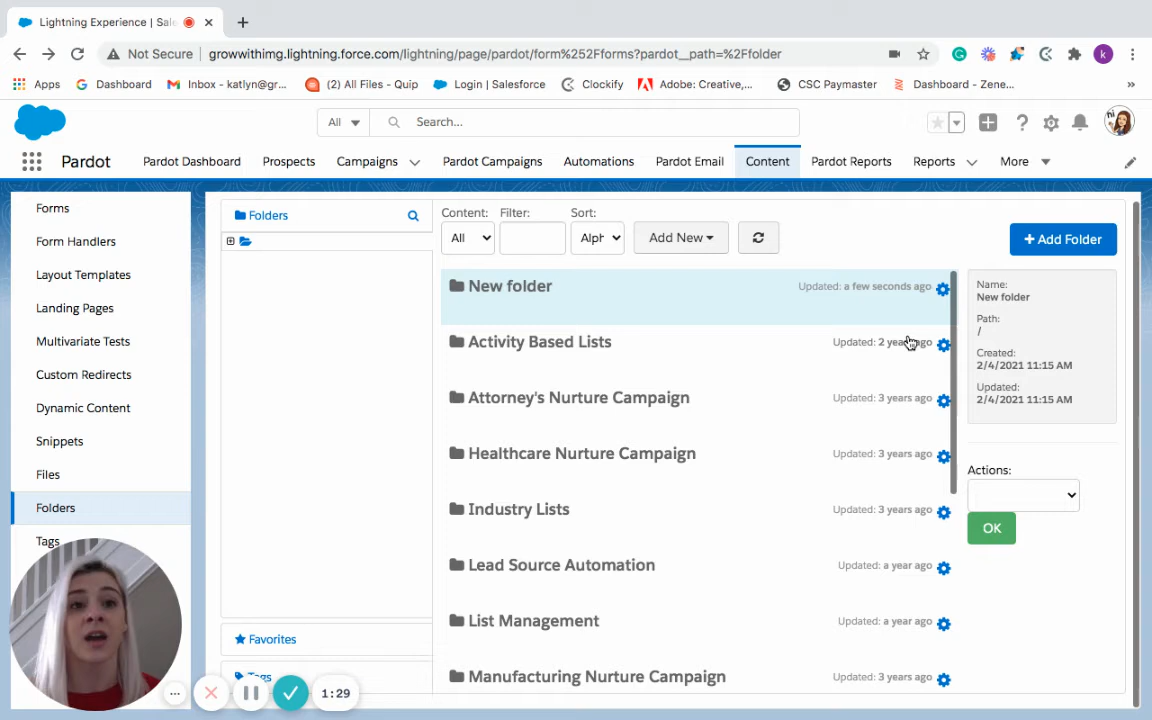 Lightning Experience | Sale
Not Secure
growwithimg.lightning.force.com/lightning/page/pardot/form%252Fforms?pardot__path=%2Ffolder
Apps
Dashboard
Inbox - katlyn@gr...
(2) All Files - Quip
Login | Salesforce
Clockify
Adobe: Creative,...
CSC Paymaster
Dashboard - Zene...
»
All
Search...
hi
Pardot
Pardot Dashboard
Prospects
Campaigns
Pardot Campaigns
Automations
Pardot Email
Content
Pardot Reports
Reports
More
Forms
Form Handlers
Layout Templates
Landing Pages
Multivariate Tests
Custom Redirects
Dynamic Content
Snippets
Files
Folders
Tags
Folders
Favorites
Tags
Content:
Filter:
Sort:
All
Alph
Add New
+ Add Folder
New folder
Updated: a few seconds ago
Activity Based Lists
Updated: 2 years ago
Attorney's Nurture Campaign
Updated: 3 years ago
Healthcare Nurture Campaign
Updated: 3 years ago
Industry Lists
Updated: 3 years ago
Lead Source Automation
Updated: a year ago
List Management
Updated: a year ago
Manufacturing Nurture Campaign
Updated: 3 years ago
Name:
New folder
Path:
/
Created:
2/4/2021 11:15 AM
Updated:
2/4/2021 11:15 AM
Actions:
OK
1:29